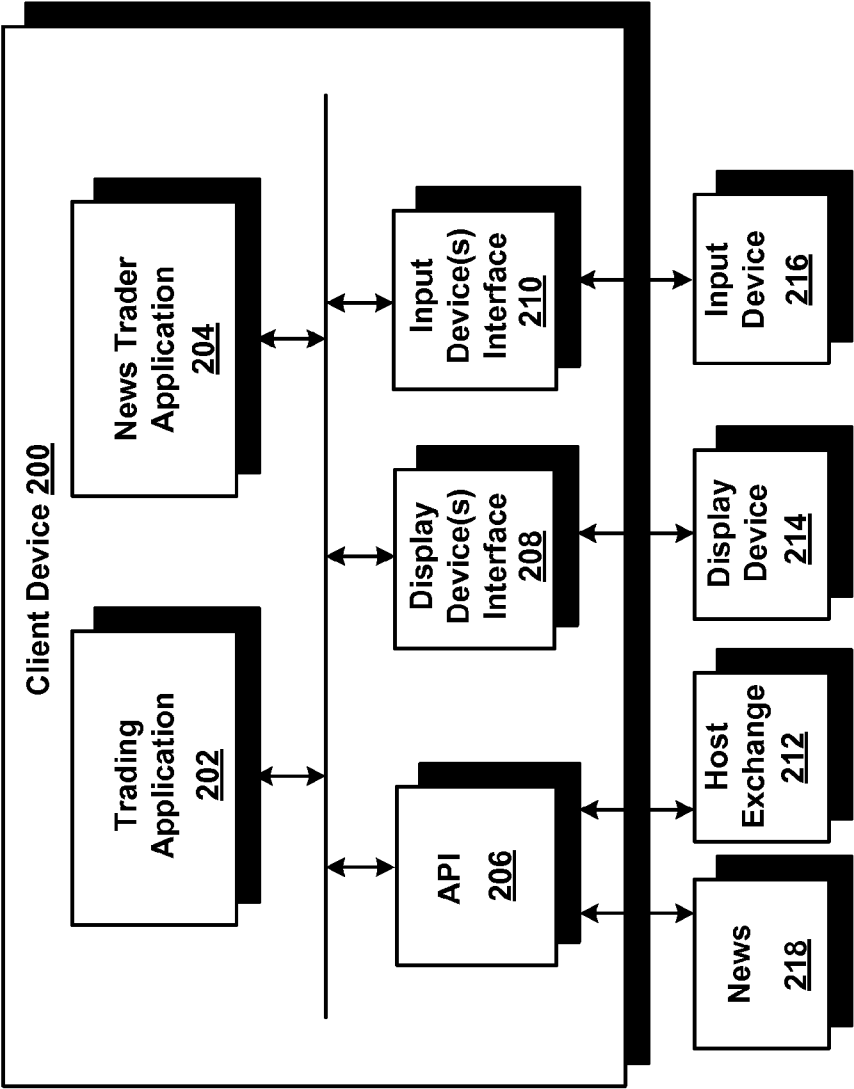 Client Device 200
Trading
Application
202
News Trader
Application
204
API
206
Display
Device(s)
Interface
208
Input
Device(s)
Interface
210
News
218
Host
Exchange
212
Display
Device
214
Input
Device
216